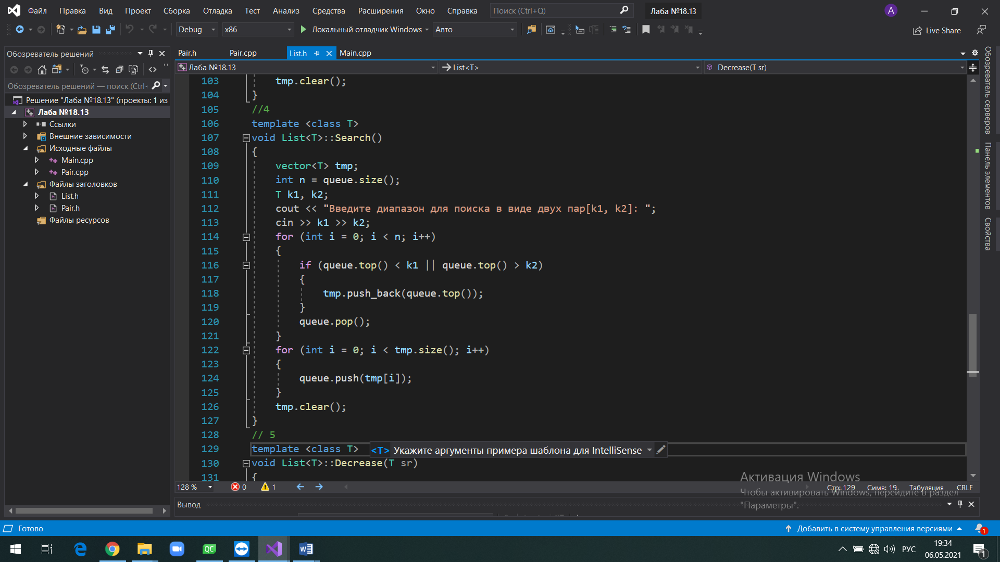 Файл Правка Вид Проект Сборка Отладка Тест Анализ Средства Расширения Окно Справка Поиск (Ctrl+Q) Лаба №18.13 A
Debug x86 Локальный отладчик Windows Авто Live Share
Обозреватель решений
Pair.h Pair.cpp List.h Main.cpp
Лаба №18.13 List<T> Decrease(T sr)
Обозреватель решений — поиск (Ctrl+
Решение "Лаба №18.13" (проекты: 1 из
Лаба №18.13
Ссылки
Внешние зависимости
Исходные файлы
Main.cpp
Pair.cpp
Файлы заголовков
List.h
Pair.h
Файлы ресурсов
103 tmp.clear();
104 }
105 //4
106 template <class T>
107 void List<T>::Search()
108 {
109 vector<T> tmp;
110 int n = queue.size();
111 T k1, k2;
112 cout << "Введите диапазон для поиска в виде двух пар[k1, k2]: ";
113 cin >> k1 >> k2;
114 for (int i = 0; i < n; i++)
115 {
116 if (queue.top() < k1 || queue.top() > k2)
117 {
118 tmp.push_back(queue.top());
119 }
120 queue.pop();
121 }
122 for (int i = 0; i < tmp.size(); i++)
123 {
124 queue.push(tmp[i]);
125 }
126 tmp.clear();
127 }
128 // 5
129 template <class T> <T> Укажите аргументы примера шаблона для IntelliSense
130 void List<T>::Decrease(T sr)
131 {
Обозреватель серверов
Панель элементов
Свойства
128 % 0 1 Стр: 129 Симв: 19 Табуляция CRLF
Активация Windows
Чтобы активировать Windows, перейдите в раздел
"Параметры".
Вывод
Готово Добавить в систему управления версиями 1
QC W РУС 19:34
06.05.2021 1